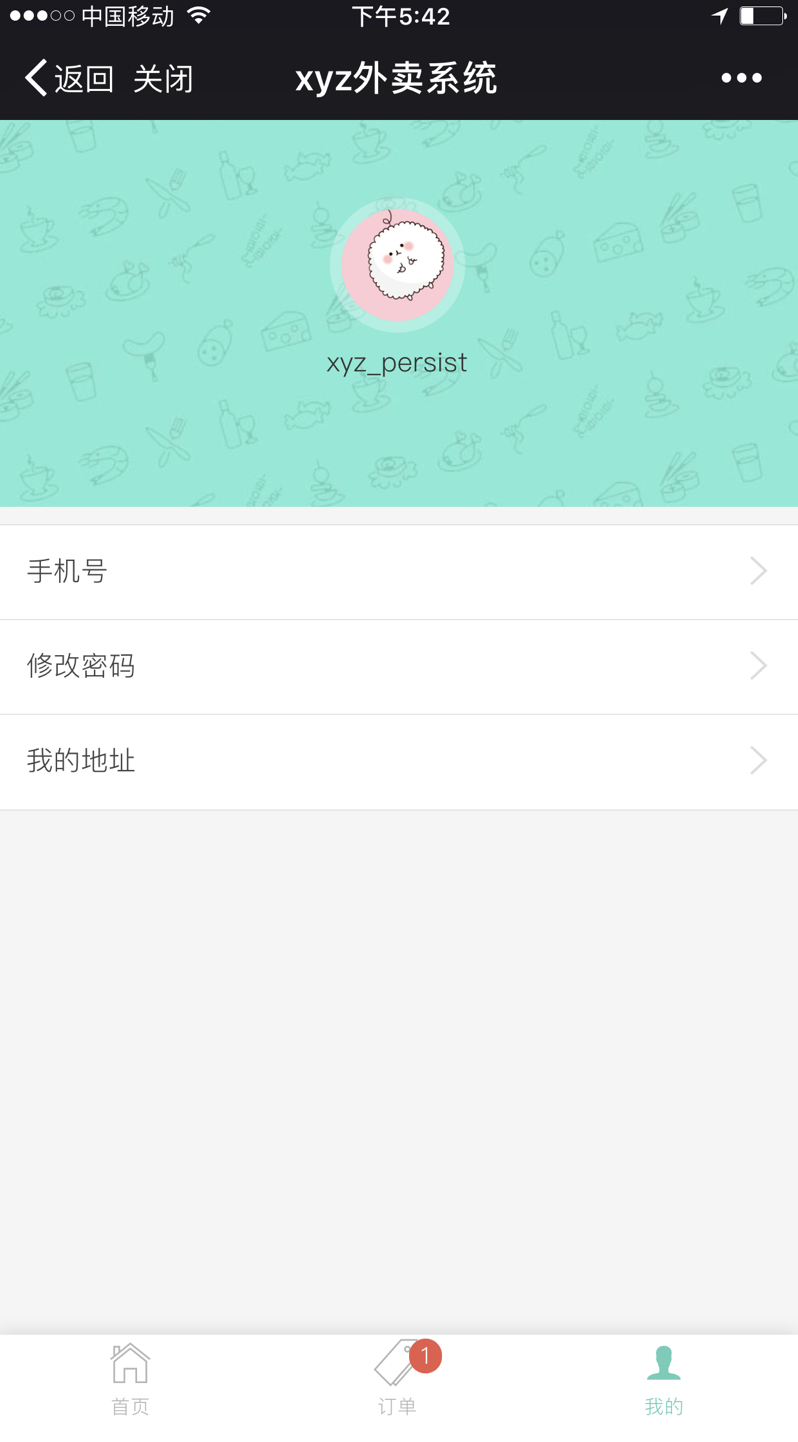 中国移动
下午5:42
返回 关闭
xyz外卖系统
xyz_persist
手机号
修改密码
我的地址
1
首页
订单
我的